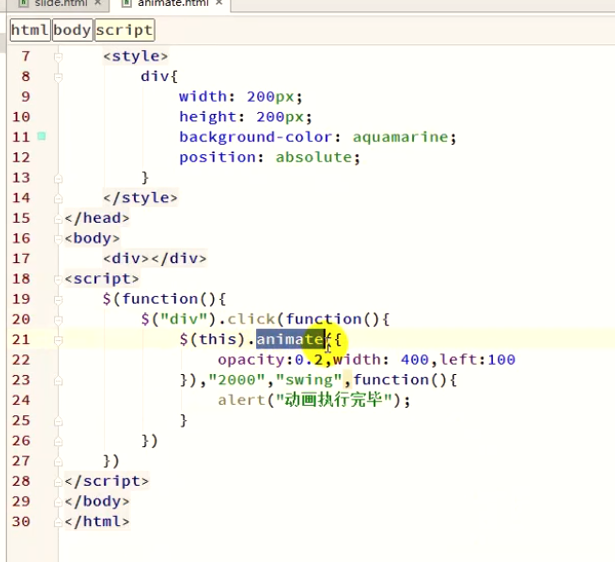 slide.html × animate.html ×
html body script
7 <style>
8 div{
9 width: 200px;
10 height: 200px;
11 background-color: aquamarine;
12 position: absolute;
13 }
14 </style>
15 </head>
16 <body>
17 <div></div>
18 <script>
19 $(function(){
20 $("div").click(function(){
21 $(this).animate({
22 opacity:0.2,width: 400,left:100
23 }),"2000","swing",function(){
24 alert("动画执行完毕");
25 }
26 })
27 })
28 </script>
29 </body>
30 </html>